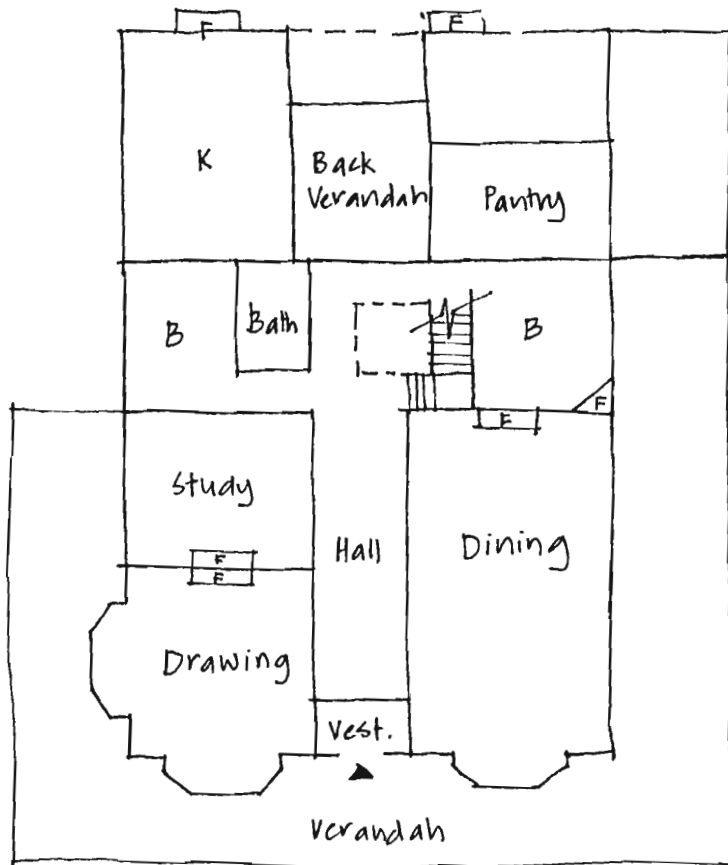 F
F
K
Back
Verandah
Pantry
B
Bath
B
F
F
Study
Hall
Dining
F
F
Drawing
Vest.
Verandah